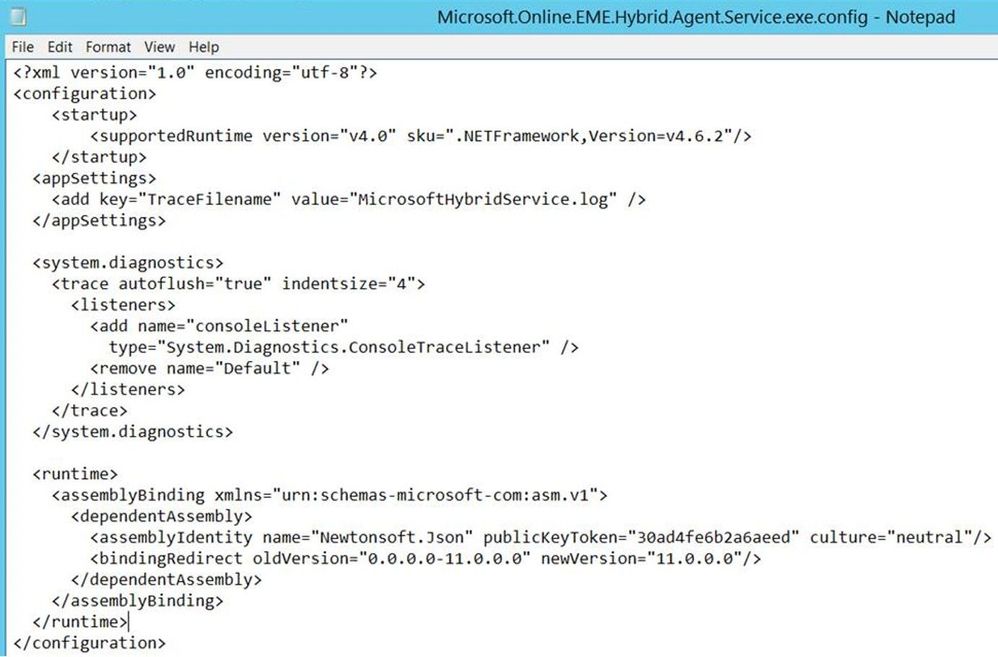 Microsoft.Online.EME.Hybrid.Agent.Service.exe.config - Notepad
File Edit Format View Help
<?xml version="1.0" encoding="utf-8"?>
<configuration>
    <startup>
        <supportedRuntime version="v4.0" sku=".NETFramework,Version=v4.6.2"/>
    </startup>
  <appSettings>
    <add key="TraceFilename" value="MicrosoftHybridService.log" />
  </appSettings>

  <system.diagnostics>
    <trace autoflush="true" indentsize="4">
      <listeners>
        <add name="consoleListener"
          type="System.Diagnostics.ConsoleTraceListener" />
        <remove name="Default" />
      </listeners>
    </trace>
  </system.diagnostics>

  <runtime>
    <assemblyBinding xmlns="urn:schemas-microsoft-com:asm.v1">
      <dependentAssembly>
        <assemblyIdentity name="Newtonsoft.Json" publicKeyToken="30ad4fe6b2a6aeed" culture="neutral"/>
        <bindingRedirect oldVersion="0.0.0.0-11.0.0.0" newVersion="11.0.0.0"/>
      </dependentAssembly>
    </assemblyBinding>
  </runtime>
</configuration>